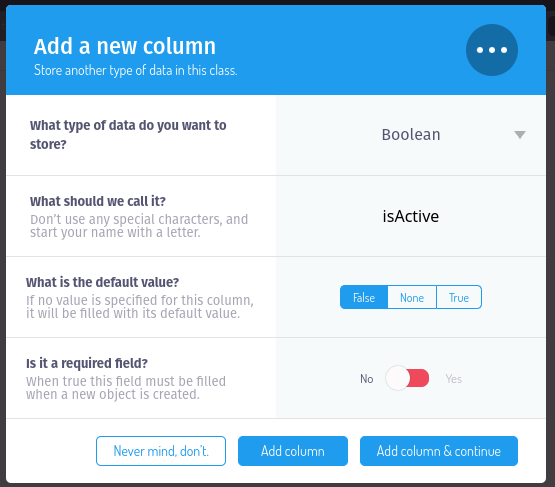 Add a new column
Store another type of data in this class.
What type of data do you want to
store?
Boolean
What should we call it?
Don't use any special characters, and
start your name with a letter.
isActive
What is the default value?
If no value is specified for this column,
it will be filled with its default value.
False None True
Is it a required field?
When true this field must be filled
when a new object is created.
No Yes
Never mind, don't. Add column Add column & continue